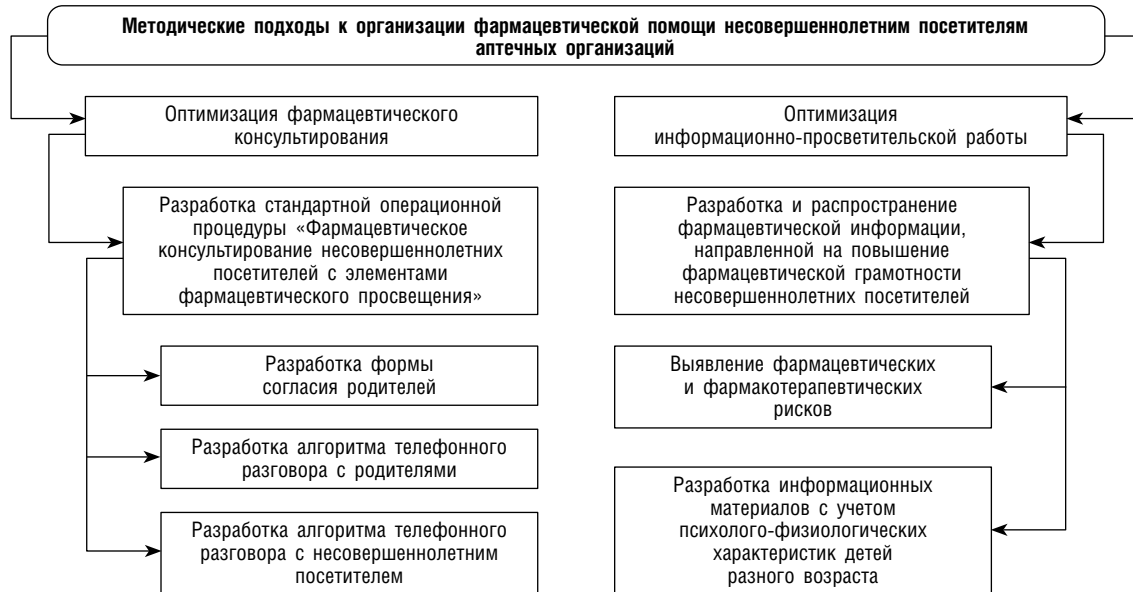 Методические подходы к организации фармацевтической помощи несовершеннолетним посетителям
аптечных организаций
Оптимизация фармацевтического
консультирования
Разработка стандартной операционной
процедуры «Фармацевтическое
консультирование несовершеннолетних
посетителей с элементами
фармацевтического просвещения»
Разработка формы
согласия родителей
Разработка алгоритма телефонного
разговора с родителями
Разработка алгоритма телефонного
разговора с несовершеннолетним
посетителем
Оптимизация
информационно-просветительской работы
Разработка и распространение
фармацевтической информации,
направленной на повышение
фармацевтической грамотности
несовершеннолетних посетителей
Выявление фармацевтических
и фармакотерапевтических
рисков
Разработка информационных
материалов с учетом
психолого-физиологических
характеристик детей
разного возраста